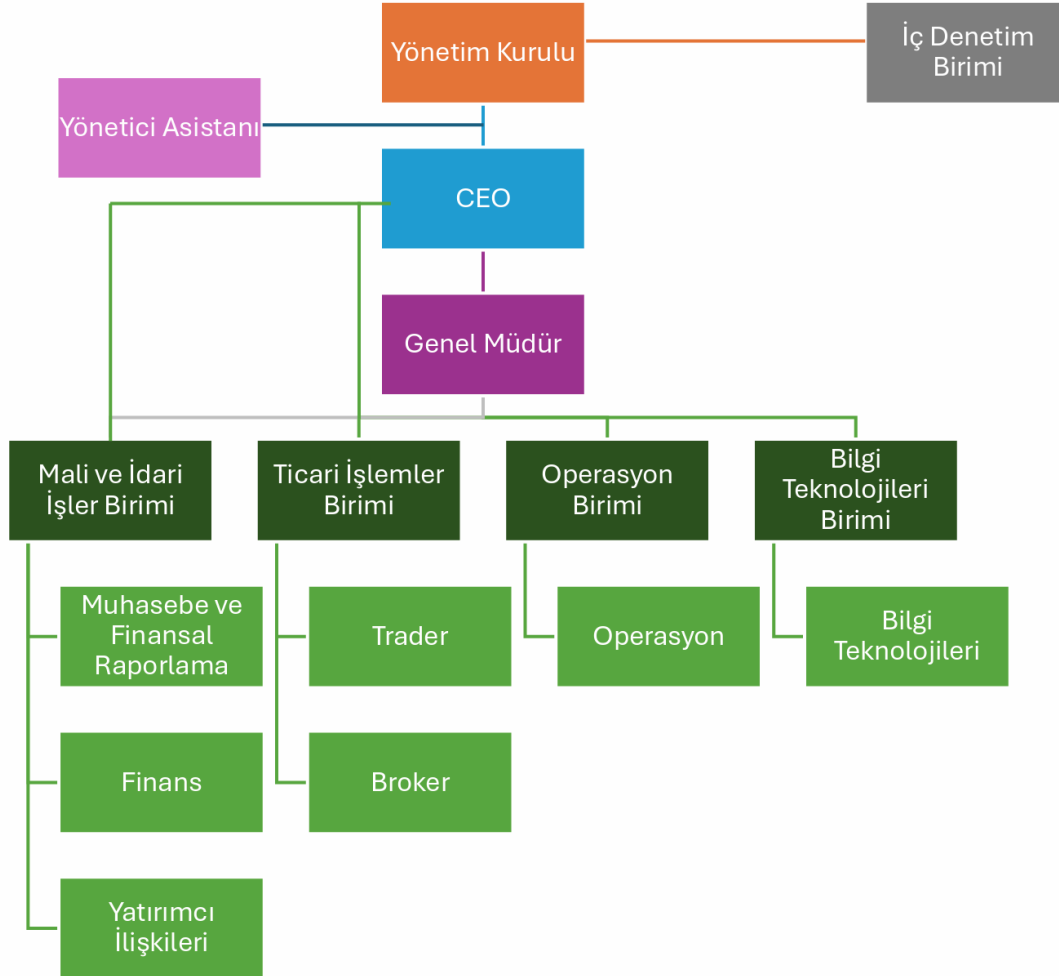 Yönetim Kurulu
İç Denetim
Birimi
Yönetici Asistanı
CEO
Genel Müdür
Mali ve İdari
İşler Birimi
Ticari İşlemler
Birimi
Operasyon
Birimi
Bilgi
Teknolojileri
Birimi
Muhasebe ve
Finansal
Raporlama
Trader
Operasyon
Bilgi
Teknolojileri
Finans
Broker
Yatırımcı
İlişkileri